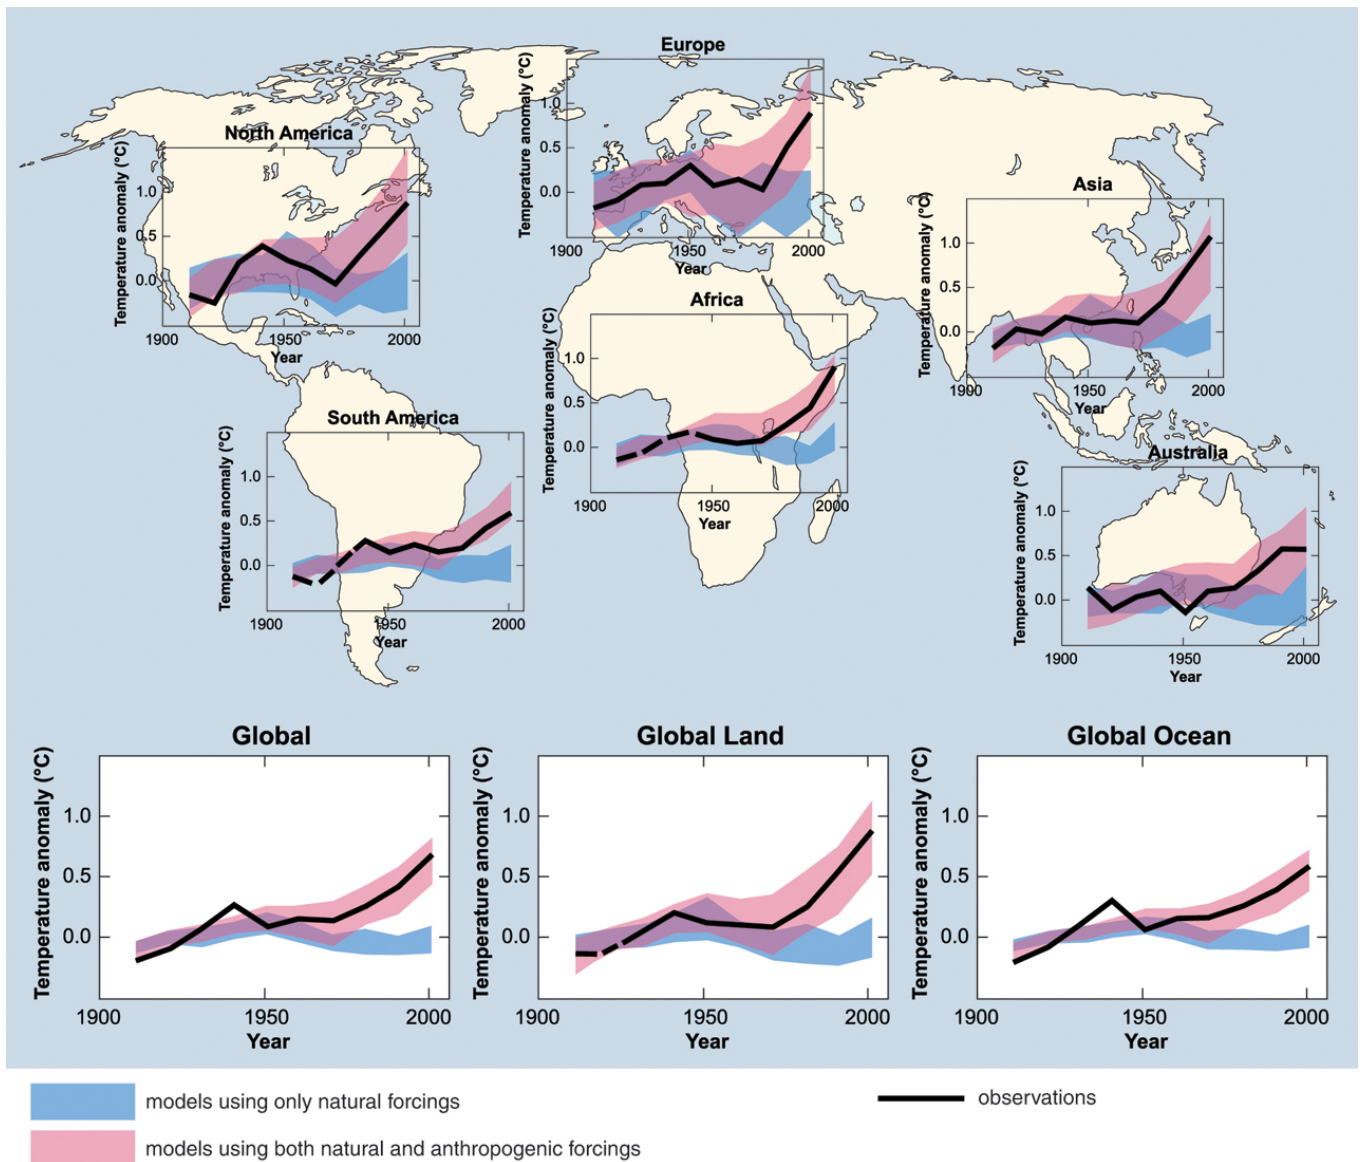 Europe
Temperature anomaly (°C)
1.0
0.5
0.0
1900
1950
2000
Year
North America
Temperature anomaly (°C)
1.0
0.5
0.0
1900
1950
2000
Year
Asia
Temperature anomaly (°C)
1.0
0.5
0.0
1900
1950
2000
Year
Africa
Temperature anomaly (°C)
1.0
0.5
0.0
1900
1950
2000
Year
South America
Temperature anomaly (°C)
1.0
0.5
0.0
1900
1950
2000
Year
Australia
Temperature anomaly (°C)
1.0
0.5
0.0
1900
1950
2000
Year
Global
Temperature anomaly (°C)
1.0
0.5
0.0
1900
1950
2000
Year
Global Land
Temperature anomaly (°C)
1.0
0.5
0.0
1900
1950
2000
Year
Global Ocean
Temperature anomaly (°C)
1.0
0.5
0.0
1900
1950
2000
Year
models using only natural forcings
observations
models using both natural and anthropogenic forcings